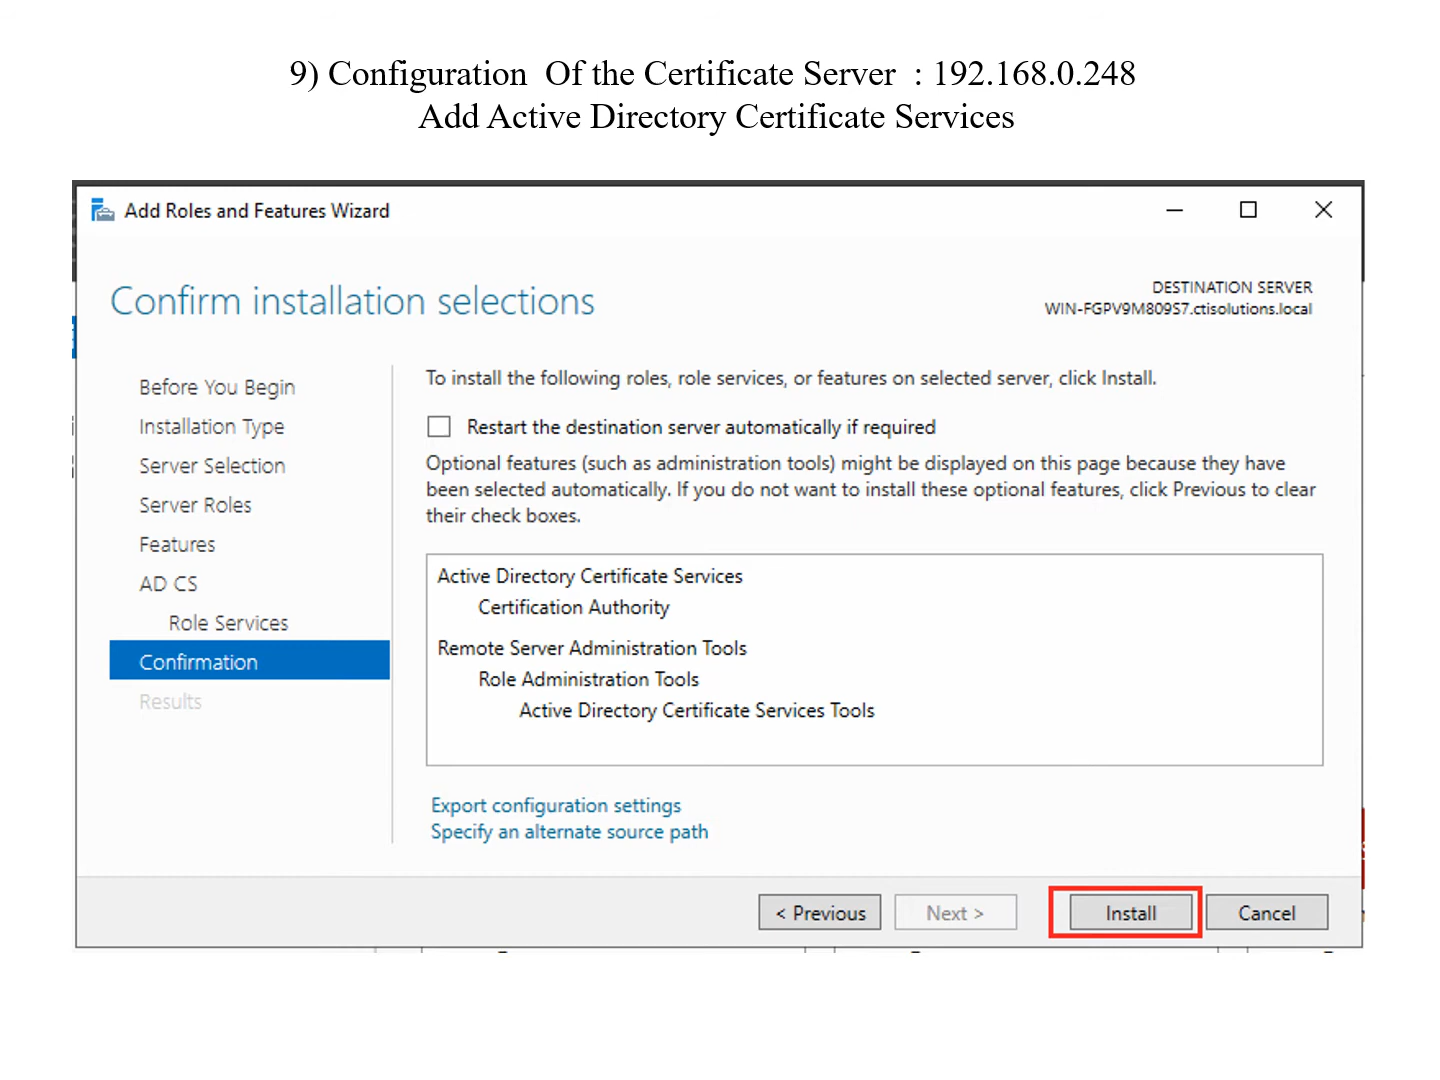 9) Configuration  Of the Certificate Server  : 192.168.0.248
Add Active Directory Certificate Services
Add Roles and Features Wizard
Confirm installation selections
DESTINATION SERVER
WIN-FGPV9M809S7.ctisolutions.local
Before You Begin
Installation Type
Server Selection
Server Roles
Features
AD CS
Role Services
Confirmation
Results
To install the following roles, role services, or features on selected server, click Install.
Restart the destination server automatically if required
Optional features (such as administration tools) might be displayed on this page because they have
been selected automatically. If you do not want to install these optional features, click Previous to clear
their check boxes.
Active Directory Certificate Services
Certification Authority
Remote Server Administration Tools
Role Administration Tools
Active Directory Certificate Services Tools
Export configuration settings
Specify an alternate source path
< Previous
Next >
Install
Cancel